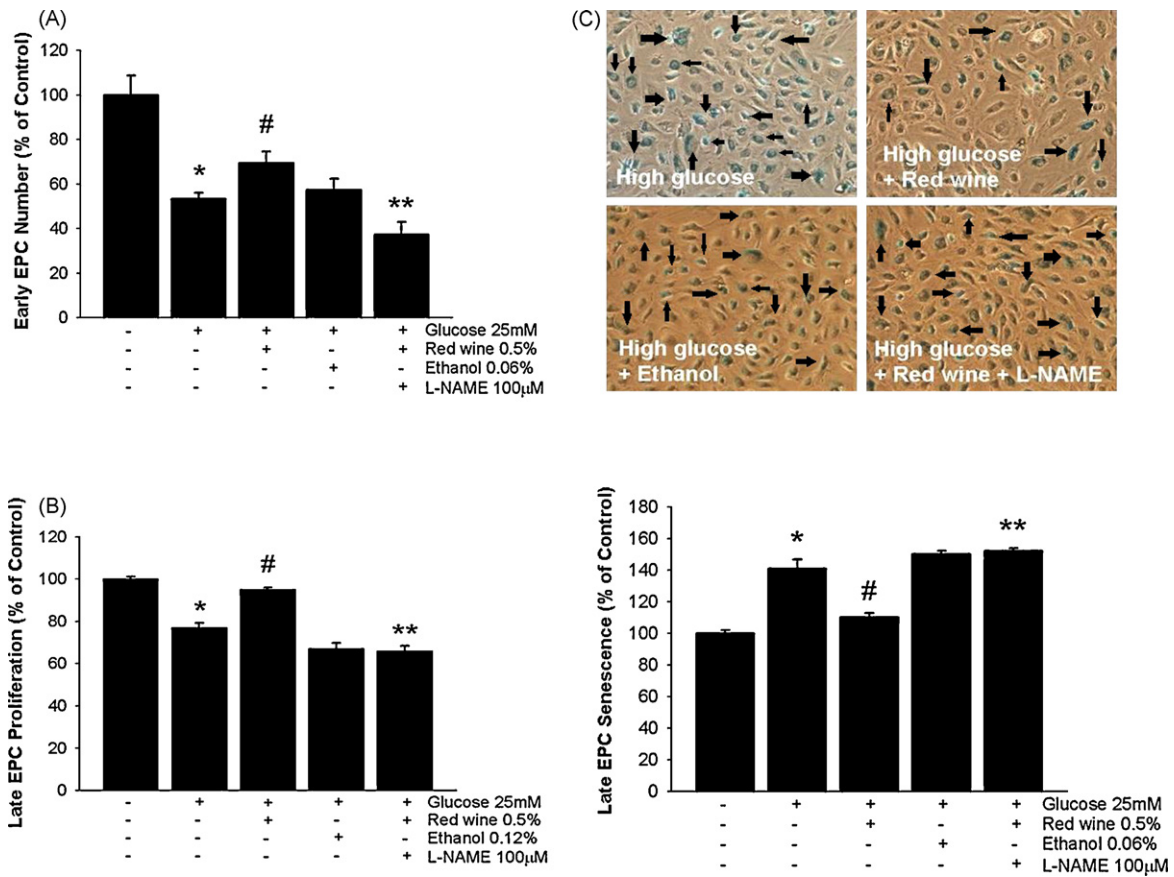 (A)
Early EPC Number (% of Control)
120
100
80
60
40
20
0
*
#
**
- + + + + Glucose 25mM
- - + - + Red wine 0.5%
- - - + - Ethanol 0.06%
- - - - + L-NAME 100μM
(C)
High glucose
High glucose
+ Red wine
High glucose
+ Ethanol
High glucose
+ Red wine + L-NAME
(B)
Late EPC Proliferation (% of Control)
120
100
80
60
40
20
0
*
#
**
- + + + + Glucose 25mM
- - + - + Red wine 0.5%
- - - + - Ethanol 0.12%
- - - - + L-NAME 100μM
Late EPC Senescence (% of Control)
180
160
140
120
100
80
60
40
20
0
*
#
**
- + + + + Glucose 25mM
- - + - + Red wine 0.5%
- - - + - Ethanol 0.06%
- - - - + L-NAME 100μM